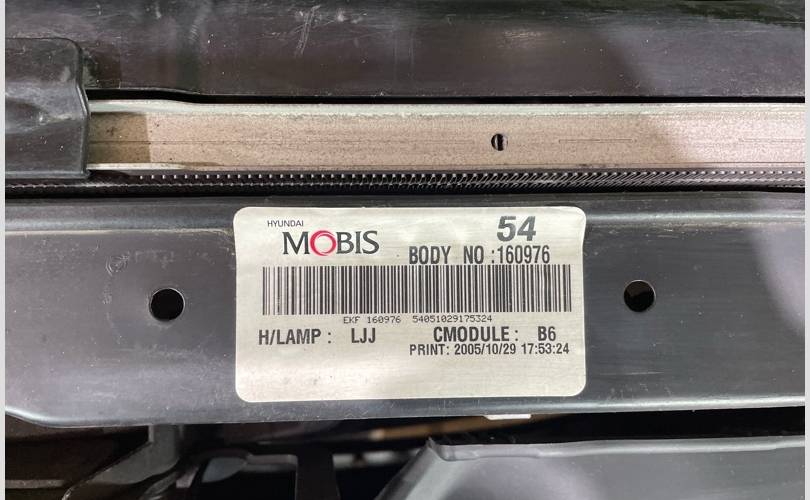 HYUNDAI
MOBIS
54
BODY NO :160976
EKF 160976 54051029175324
H/LAMP : LJJ CMODULE : B6
PRINT: 2005/10/29 17:53:24